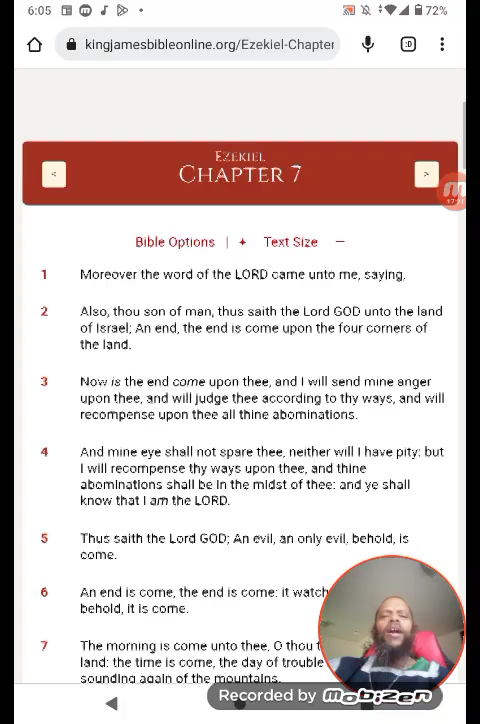 6:05
72%
kingjamesbibleonline.org/Ezekiel-Chapter
:D
EZEKIEL
CHAPTER 7
<
>
17:21
Bible Options | + Text Size —
1 Moreover the word of the LORD came unto me, saying,
2 Also, thou son of man, thus saith the Lord GOD unto the land
of Israel; An end, the end is come upon the four corners of
the land.
3 Now is the end come upon thee, and I will send mine anger
upon thee, and will judge thee according to thy ways, and will
recompense upon thee all thine abominations.
4 And mine eye shall not spare thee, neither will I have pity: but
I will recompense thy ways upon thee, and thine
abominations shall be in the midst of thee: and ye shall
know that I am the LORD.
5 Thus saith the Lord GOD; An evil, an only evil, behold, is
come.
6 An end is come, the end is come: it watch
behold, it is come.
7 The morning is come unto thee, O thou t
land: the time is come, the day of trouble
sounding again of the mountains.
Recorded by mobizen